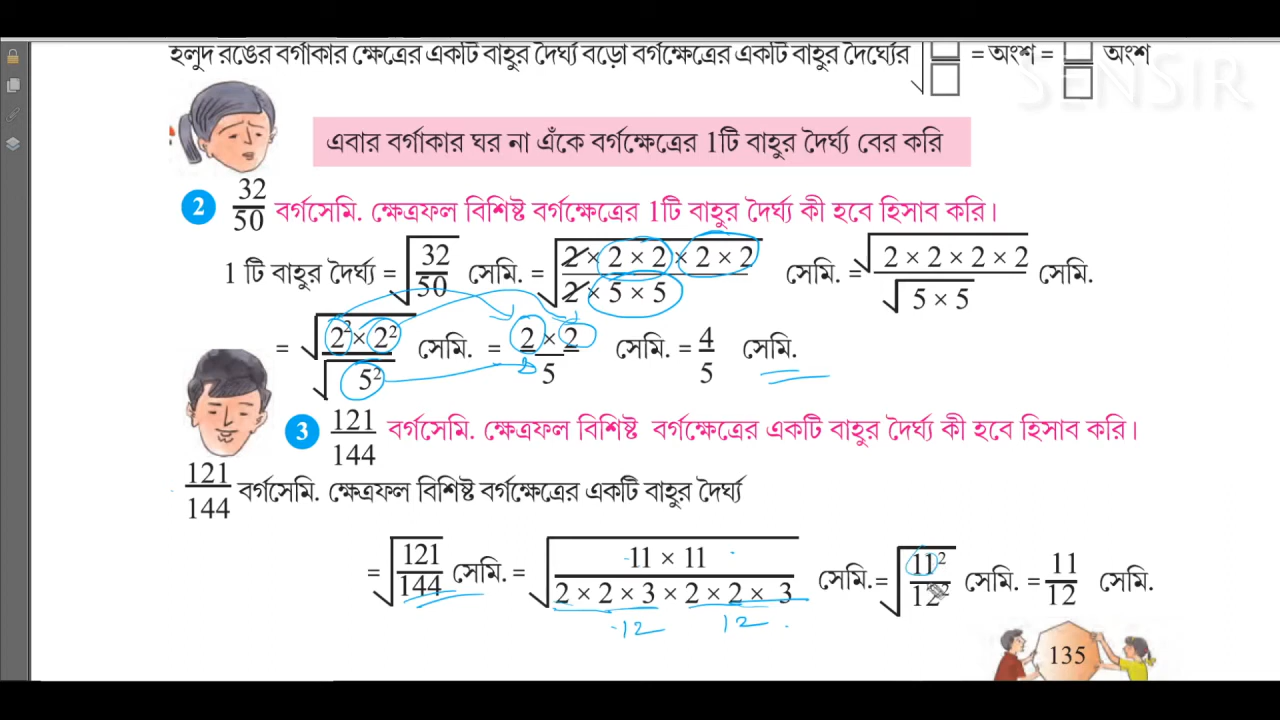 হলুদ রঙের বর্গাকার ক্ষেত্রের একটি বাহুর দৈর্ঘ্য বড়ো বর্গক্ষেত্রের একটি বাহুর দৈর্ঘ্যের √(□/□) = অংশ = □/□ অংশ
SENSIR
এবার বর্গাকার ঘর না এঁকে বর্গক্ষেত্রের 1টি বাহুর দৈর্ঘ্য বের করি
2 32/50 বর্গসেমি. ক্ষেত্রফল বিশিষ্ট বর্গক্ষেত্রের 1টি বাহুর দৈর্ঘ্য কী হবে হিসাব করি।
1 টি বাহুর দৈর্ঘ্য = √(32/50) সেমি. = √((2 × 2 × 2 × 2 × 2)/(2 × 5 × 5)) সেমি. = √(2 × 2 × 2 × 2)/√(5 × 5) সেমি.
= √(2² × 2²)/√(5²) সেমি. = (2 × 2)/5 সেমি. = 4/5 সেমি.
3 121/144 বর্গসেমি. ক্ষেত্রফল বিশিষ্ট বর্গক্ষেত্রের একটি বাহুর দৈর্ঘ্য কী হবে হিসাব করি।
121/144 বর্গসেমি. ক্ষেত্রফল বিশিষ্ট বর্গক্ষেত্রের একটি বাহুর দৈর্ঘ্য
= √(121/144) সেমি. = √((11 × 11)/(2 × 2 × 3 × 2 × 2 × 3)) সেমি. = √(11²/12²) সেমি. = 11/12 সেমি.
12 12
135